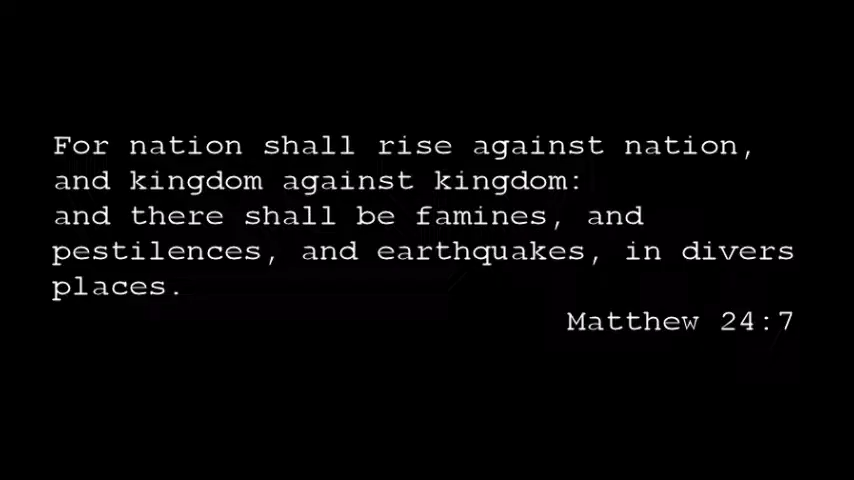 For nation shall rise against nation,
and kingdom against kingdom:
and there shall be famines, and
pestilences, and earthquakes, in divers
places.
Matthew 24:7